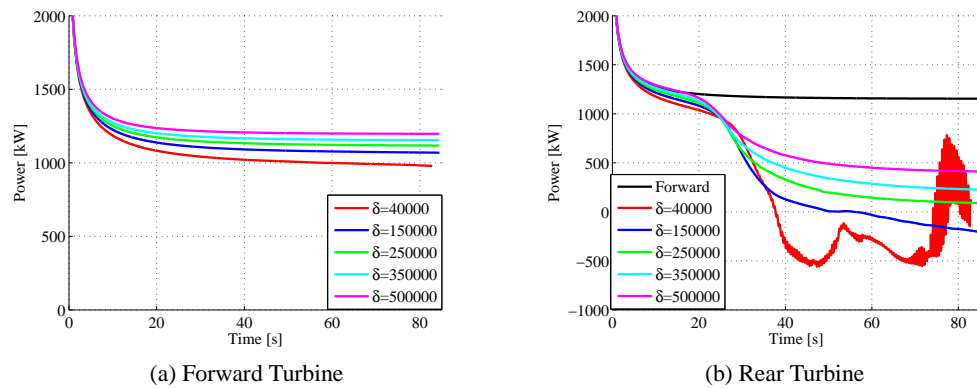 2000
1500
1000
500
0
0 20 40 60 80
Power [kW]
Time [s]
δ=40000
δ=150000
δ=250000
δ=350000
δ=500000
(a) Forward Turbine
2000
1500
1000
500
0
−500
−1000
0 20 40 60 80
Power [kW]
Time [s]
Forward
δ=40000
δ=150000
δ=250000
δ=350000
δ=500000
(b) Rear Turbine